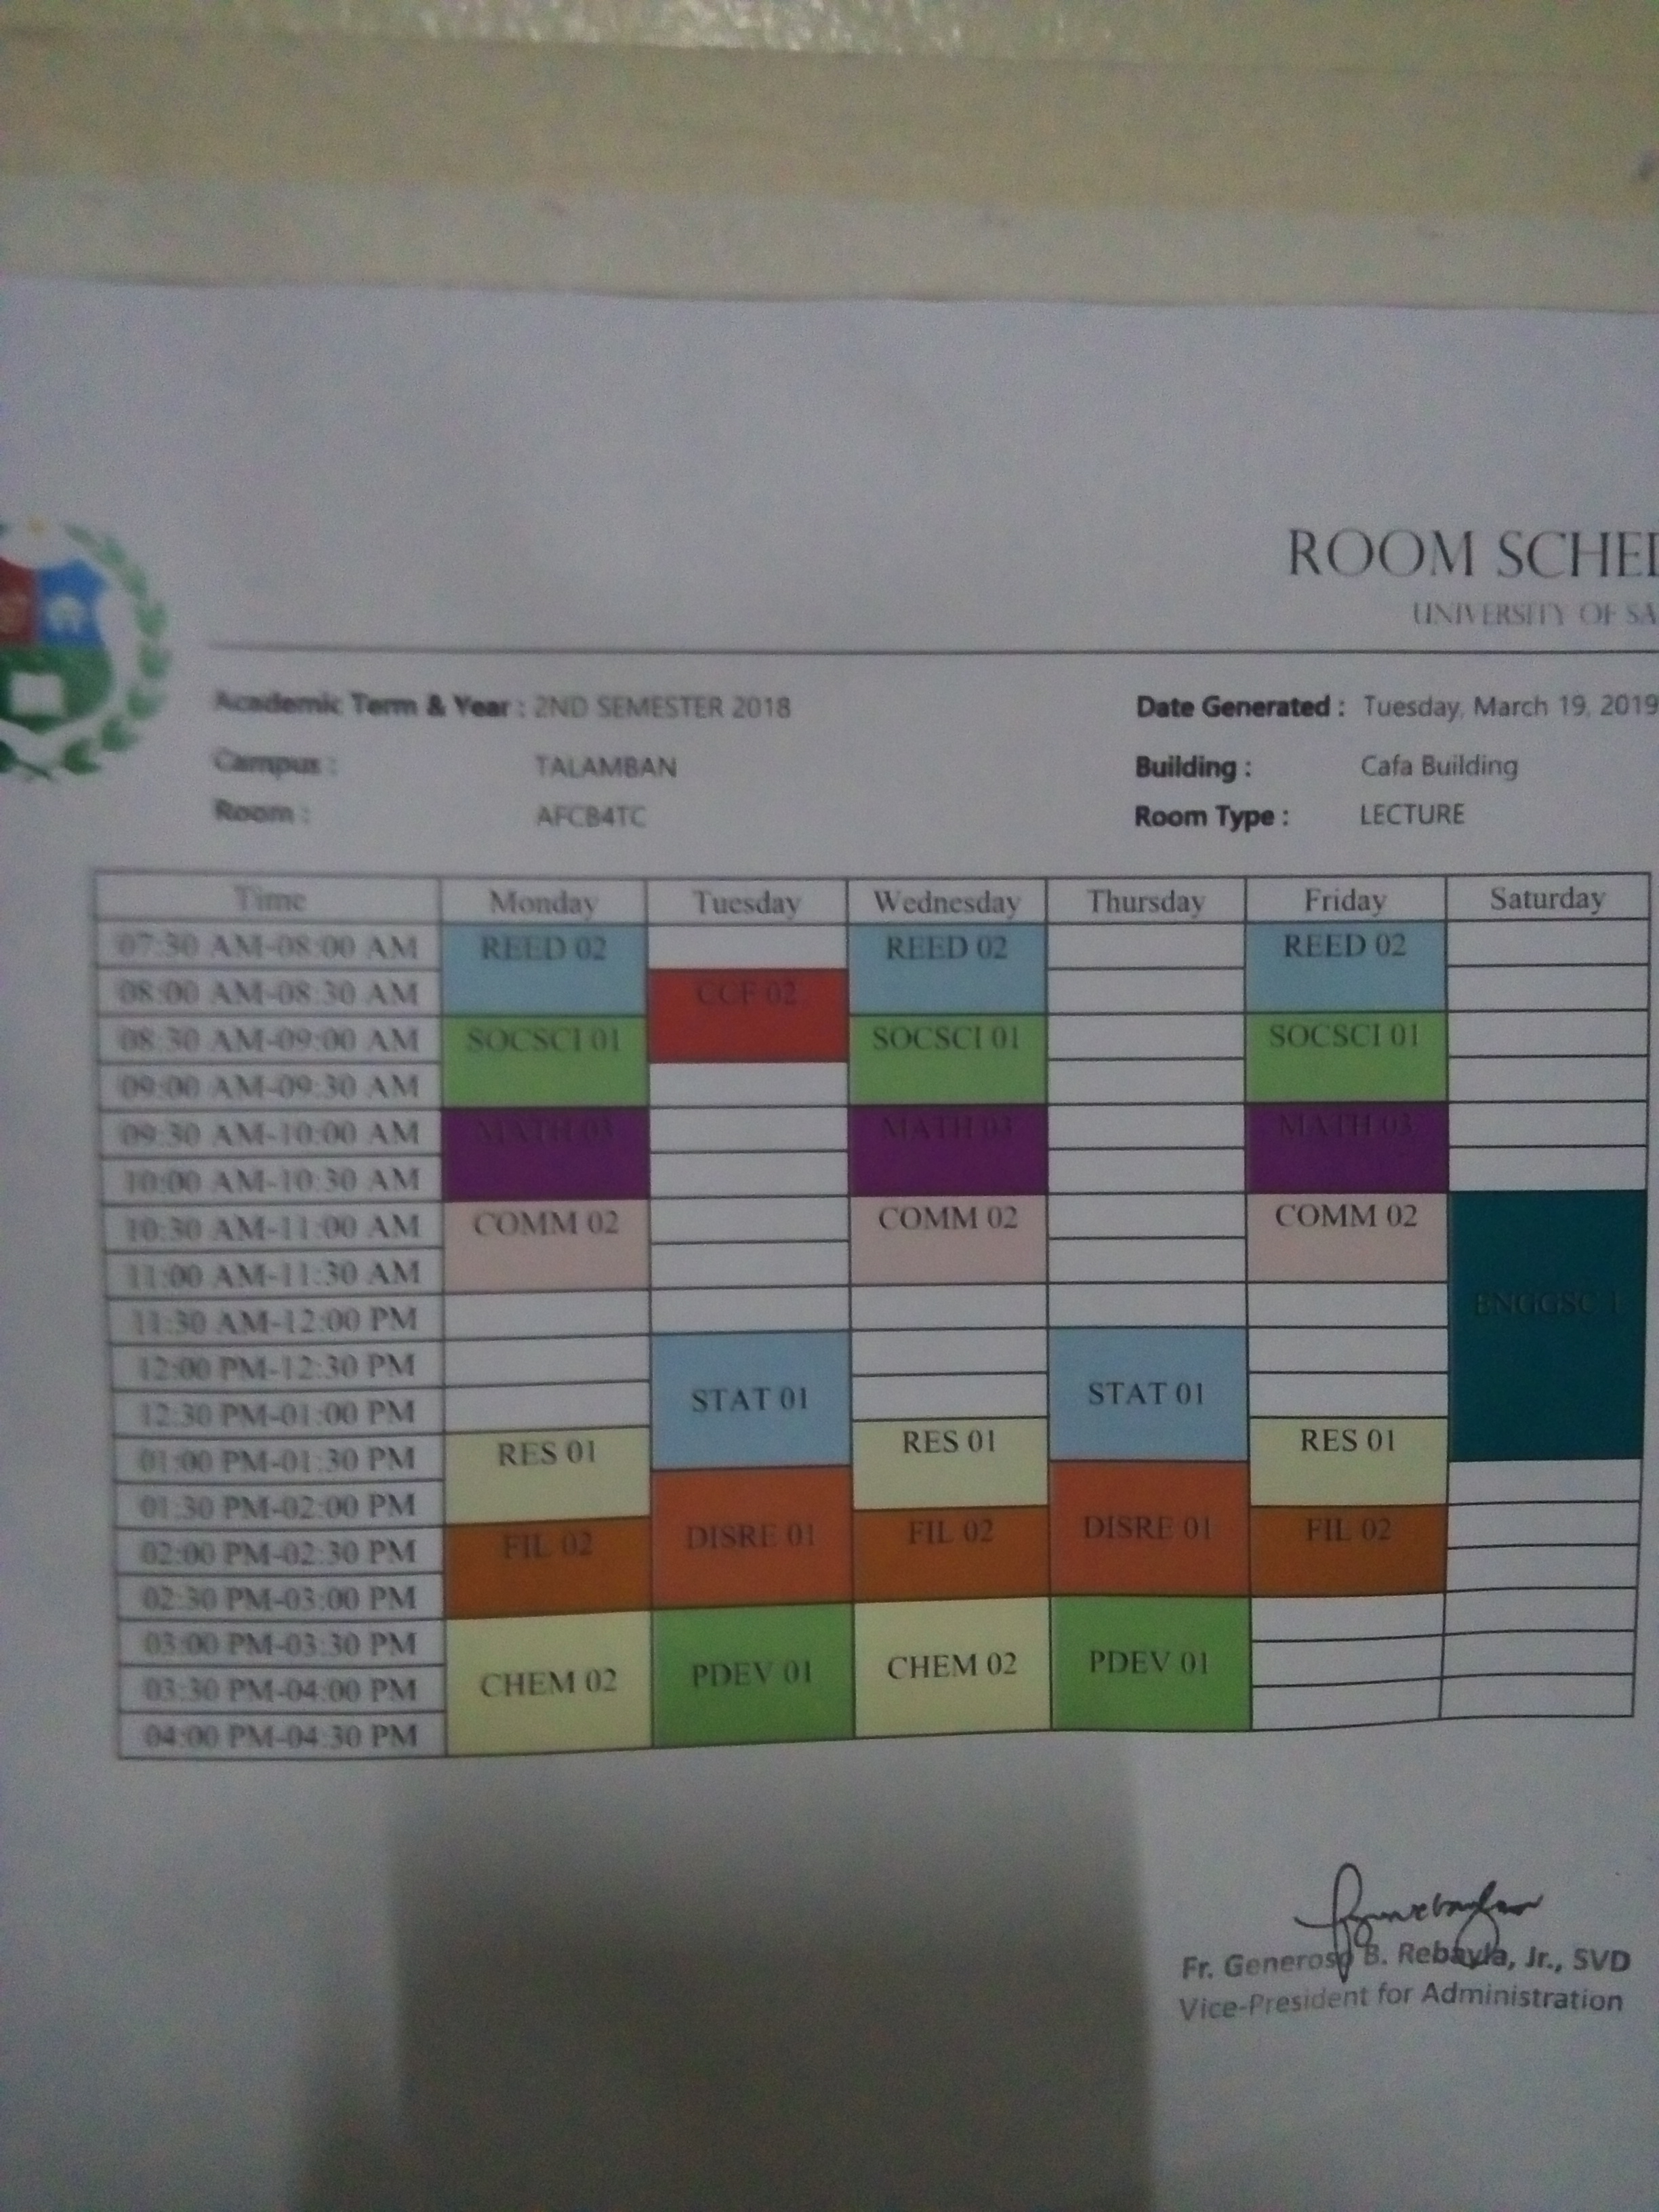 ROOM SCHED
UNIVERSITY OF SA
Academic Term & Year : 2ND SEMESTER 2018 Date Generated : Tuesday, March 19, 2019
Campus : TALAMBAN Building : Cafa Building
Room : AFCB4TC Room Type : LECTURE
Time Monday Tuesday Wednesday Thursday Friday Saturday
07:30 AM-08:00 AM REED 02 REED 02 REED 02
08:00 AM-08:30 AM CCF 02
08:30 AM-09:00 AM SOCSCI 01 SOCSCI 01 SOCSCI 01
09:00 AM-09:30 AM
09:30 AM-10:00 AM MATH 03 MATH 03 MATH 03
10:00 AM-10:30 AM
10:30 AM-11:00 AM COMM 02 COMM 02 COMM 02
11:00 AM-11:30 AM
11:30 AM-12:00 PM ENGGSC 1
12:00 PM-12:30 PM
12:30 PM-01:00 PM STAT 01 STAT 01
01:00 PM-01:30 PM RES 01 RES 01 RES 01
01:30 PM-02:00 PM
02:00 PM-02:30 PM FIL 02 DISRE 01 FIL 02 DISRE 01 FIL 02
02:30 PM-03:00 PM
03:00 PM-03:30 PM
03:30 PM-04:00 PM CHEM 02 PDEV 01 CHEM 02 PDEV 01
04:00 PM-04:30 PM
Fr. Generoso B. Rebayla, Jr., SVD
Vice-President for Administration